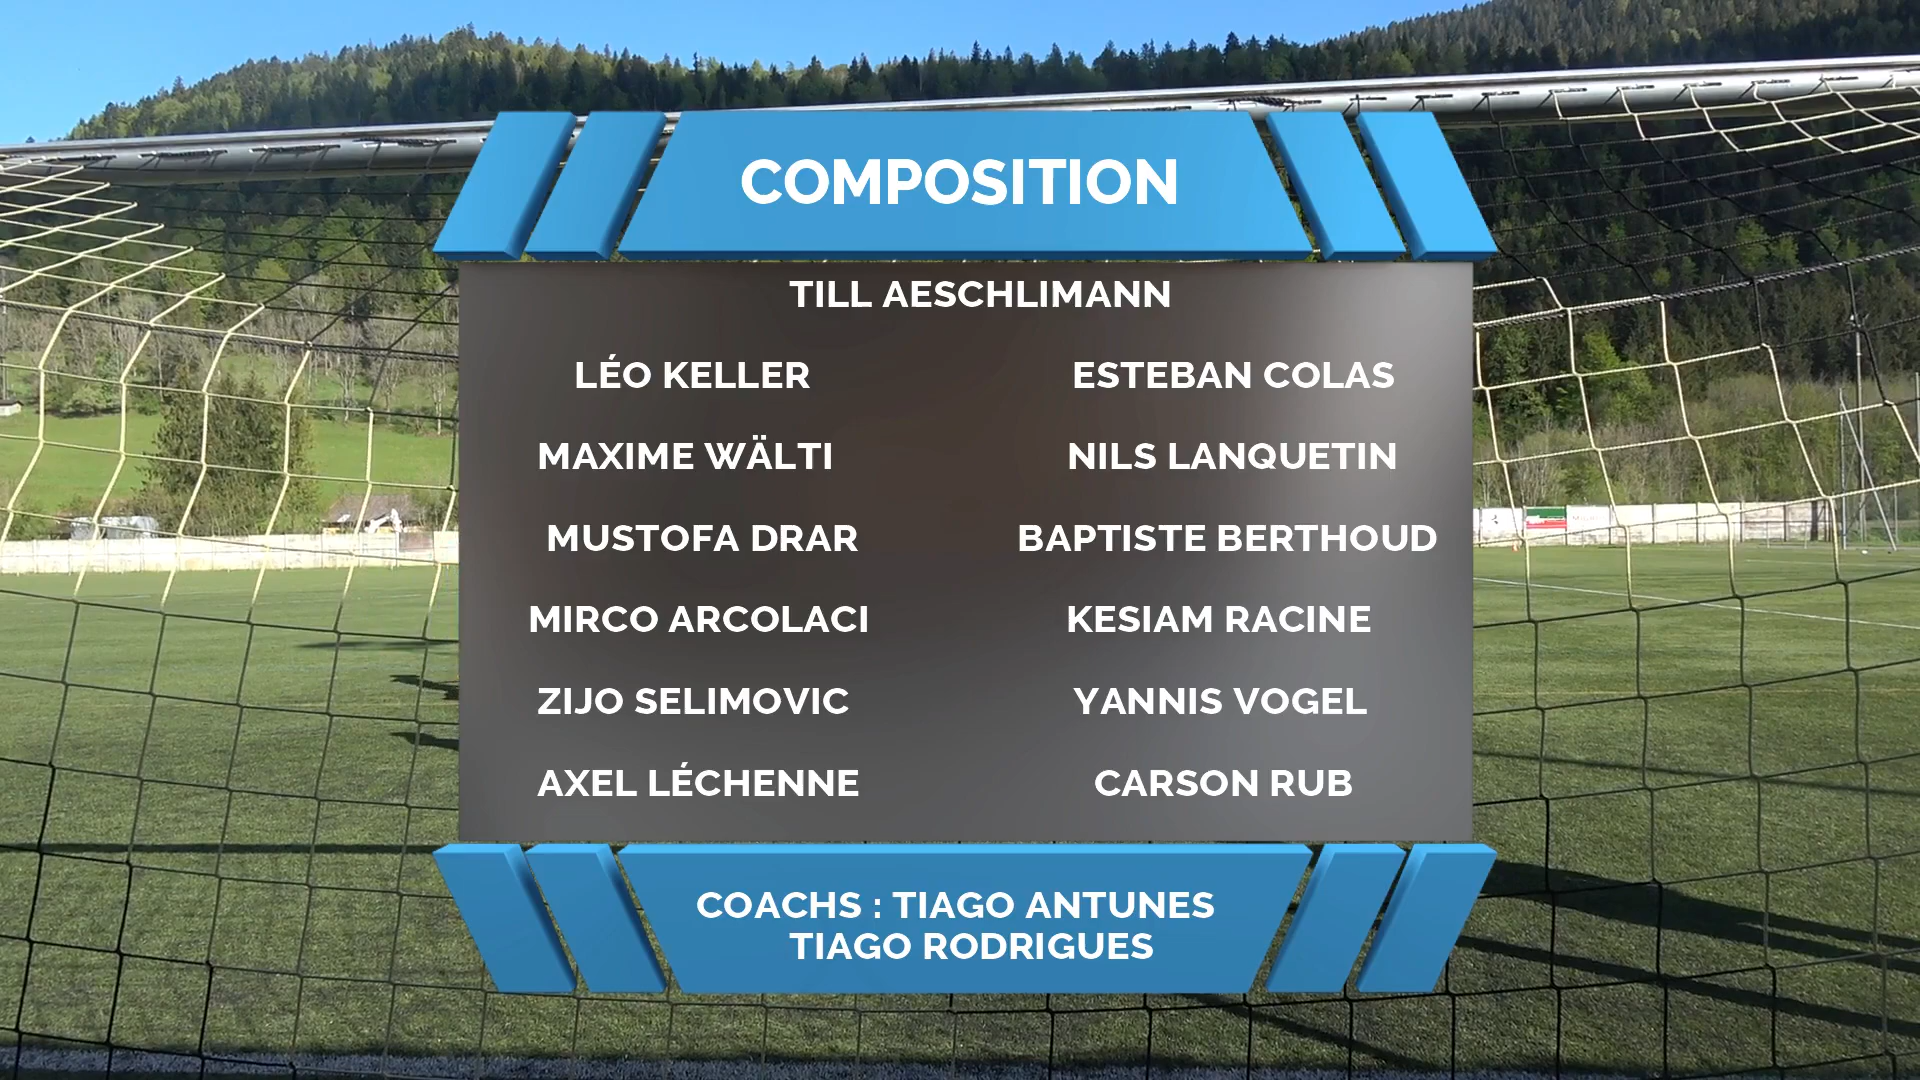 COMPOSITION
TILL AESCHLIMANN
LÉO KELLER
ESTEBAN COLAS
MAXIME WÄLTI
NILS LANQUETIN
MUSTOFA DRAR
BAPTISTE BERTHOUD
MIRCO ARCOLACI
KESIAM RACINE
ZIJO SELIMOVIC
YANNIS VOGEL
AXEL LÉCHENNE
CARSON RUB
COACHS : TIAGO ANTUNES
TIAGO RODRIGUES